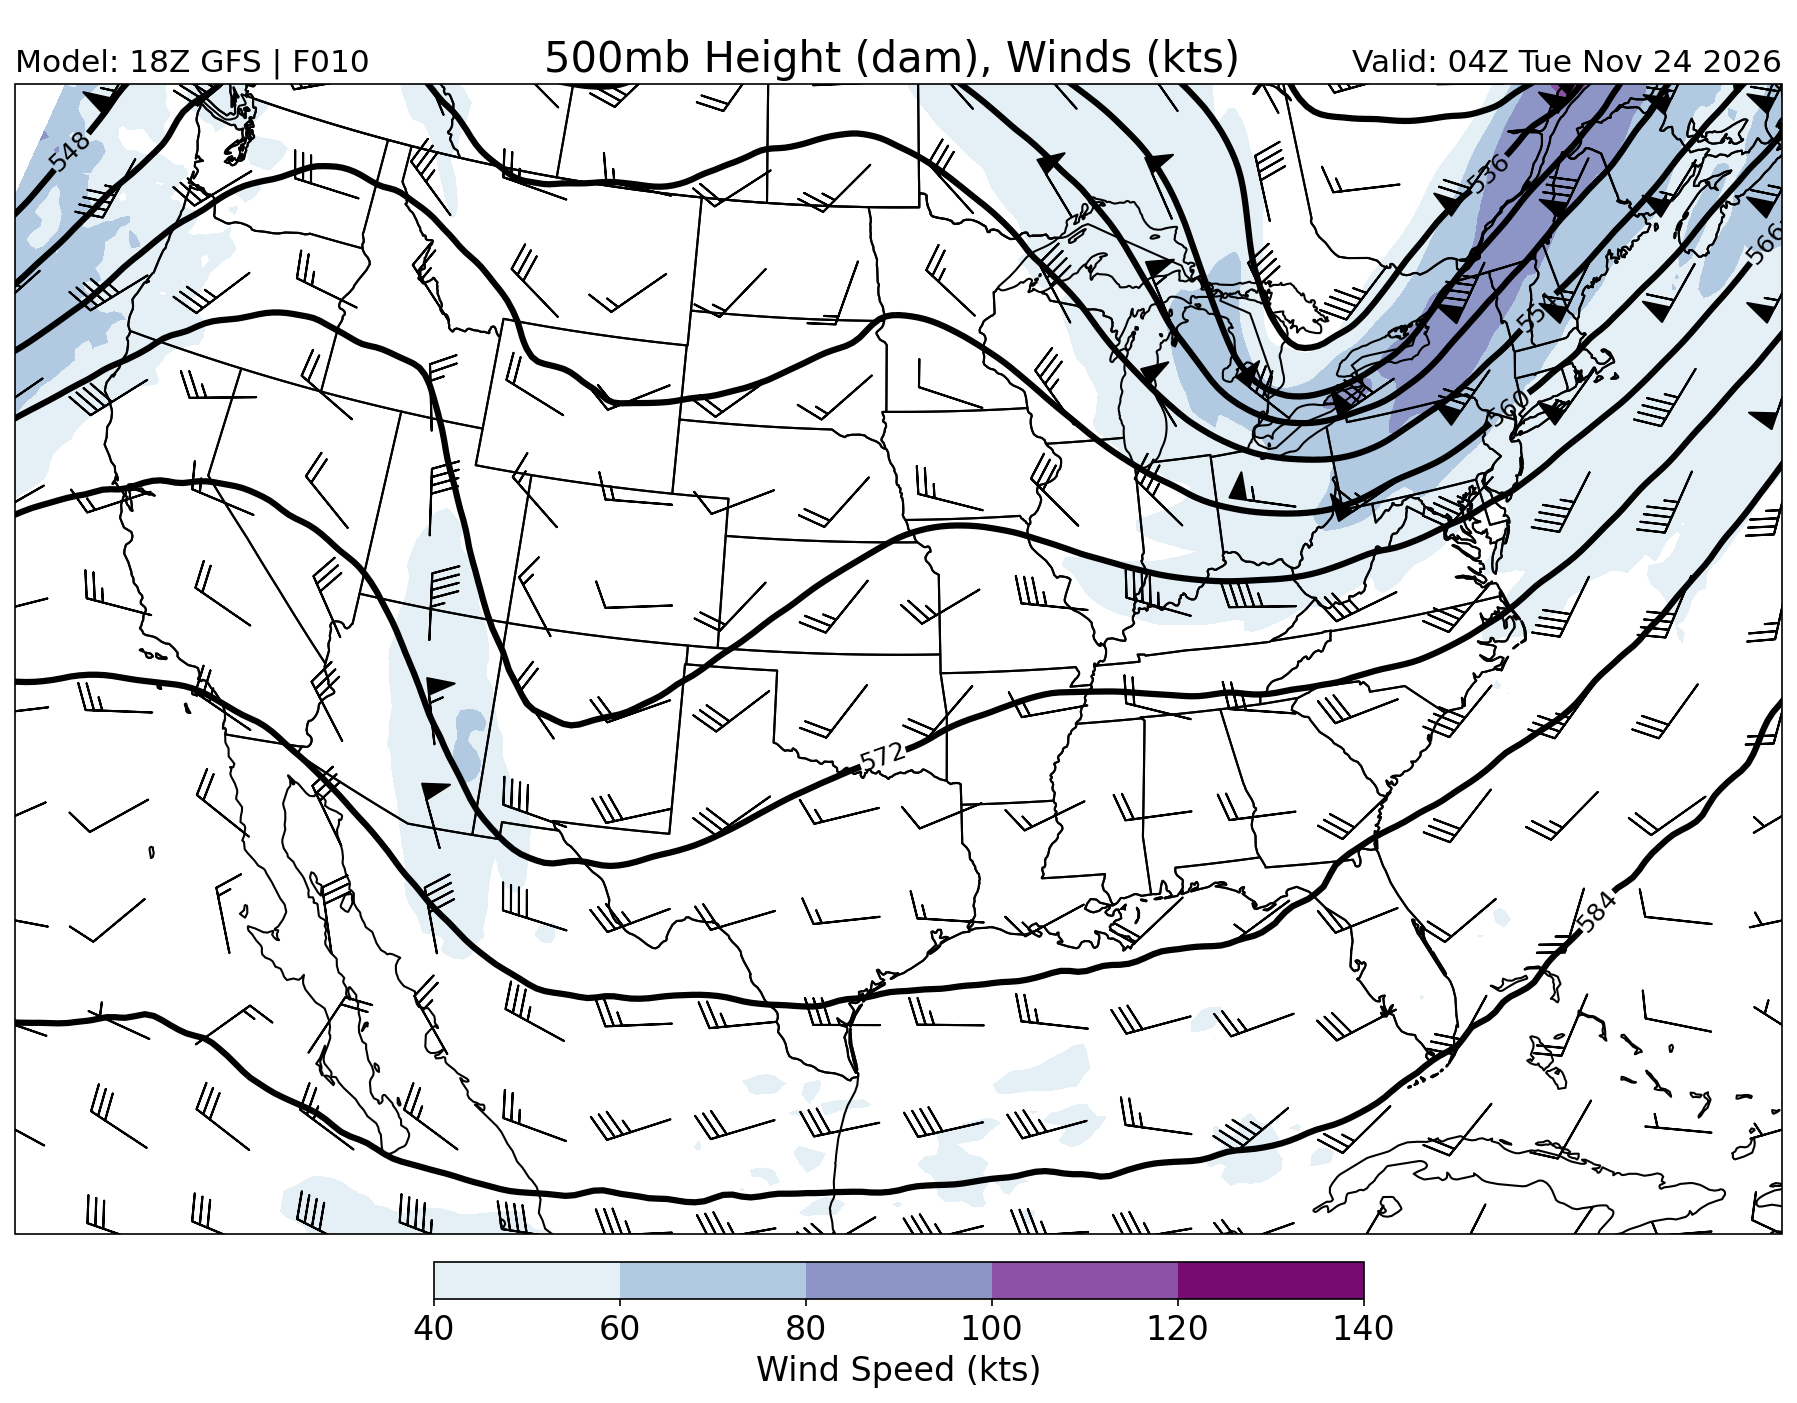 Model: 18Z GFS | F010
500mb Height (dam), Winds (kts)
Valid: 04Z Tue Nov 24 2026
548
536
566
554
560
572
584
40 60 80 100 120 140
Wind Speed (kts)